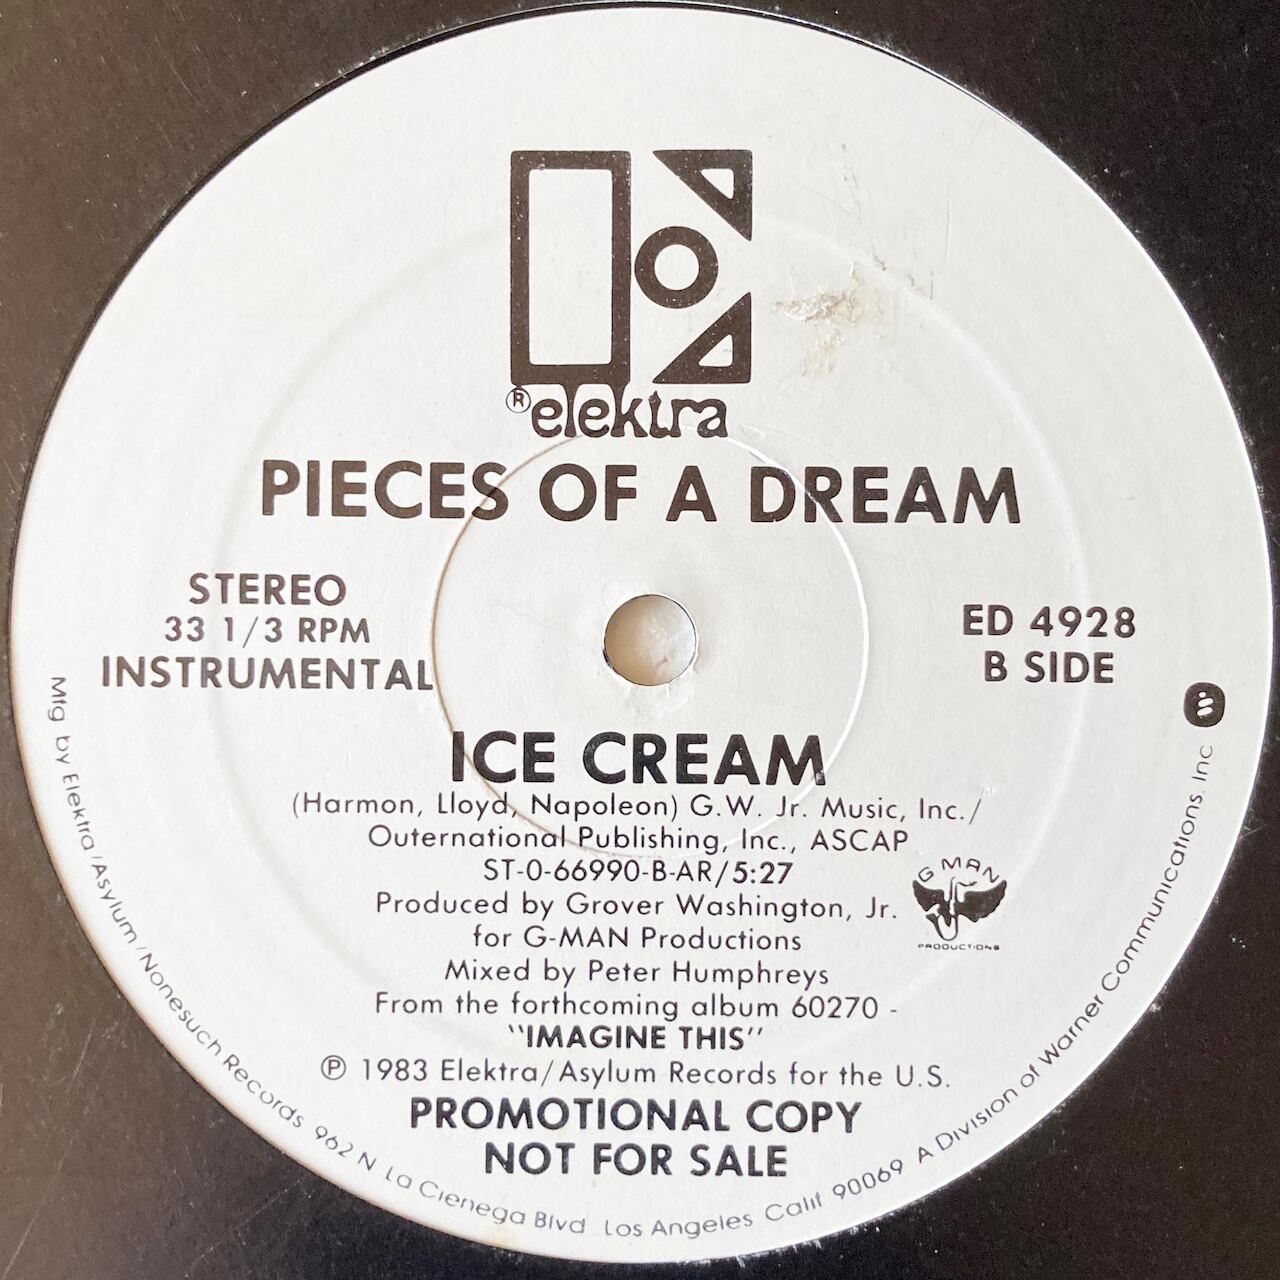 ® elektra
PIECES OF A DREAM
STEREO
33 1/3 RPM
INSTRUMENTAL
ED 4928
B SIDE
ICE CREAM
(Harmon, Lloyd, Napoleon) G.W. Jr. Music, Inc./
Outernational Publishing, Inc., ASCAP
ST-0-66990-B-AR/5:27
Produced by Grover Washington, Jr.
for G-MAN Productions
G MAN
PRODUCTIONS
Mixed by Peter Humphreys
From the forthcoming album 60270 -
"IMAGINE THIS"
℗ 1983 Elektra/Asylum Records for the U.S.
PROMOTIONAL COPY
NOT FOR SALE
Mfg by Elektra/Asylum/Nonesuch Records 962 N La Cienega Blvd Los Angeles Calif 90069 A Division of Warner Communications, Inc